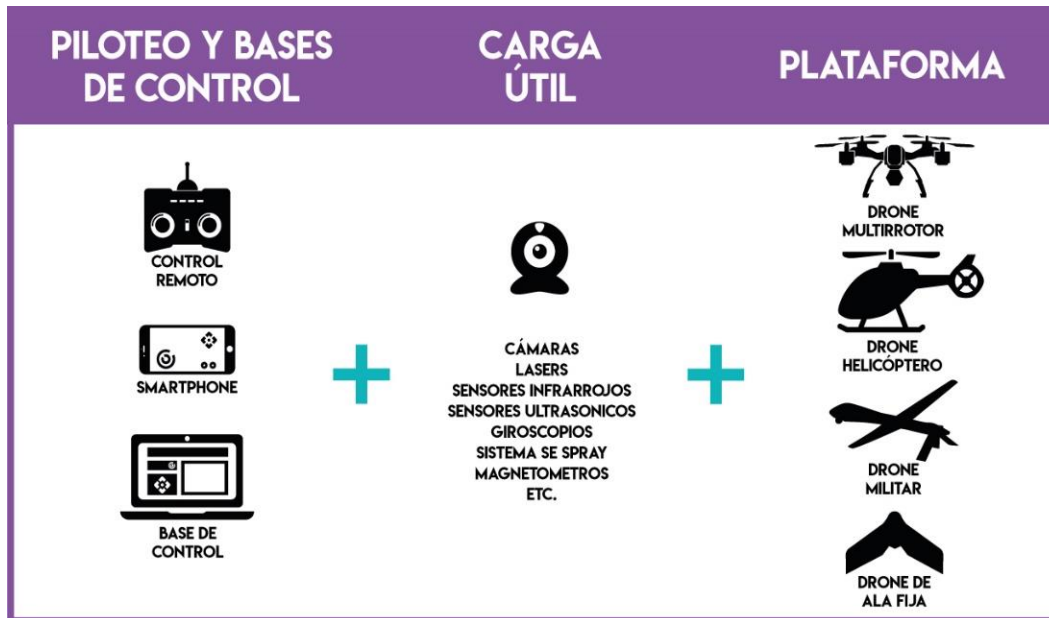 PILOTEO Y BASES
DE CONTROL
CARGA
ÚTIL
PLATAFORMA
CONTROL
REMOTO
SMARTPHONE
BASE DE
CONTROL
CÁMARAS
LASERS
SENSORES INFRARROJOS
SENSORES ULTRASONICOS
GIROSCOPIOS
SISTEMA SE SPRAY
MAGNETOMETROS
ETC.
DRONE
MULTIRROTOR
DRONE
HELICÓPTERO
DRONE
MILITAR
DRONE DE
ALA FIJA